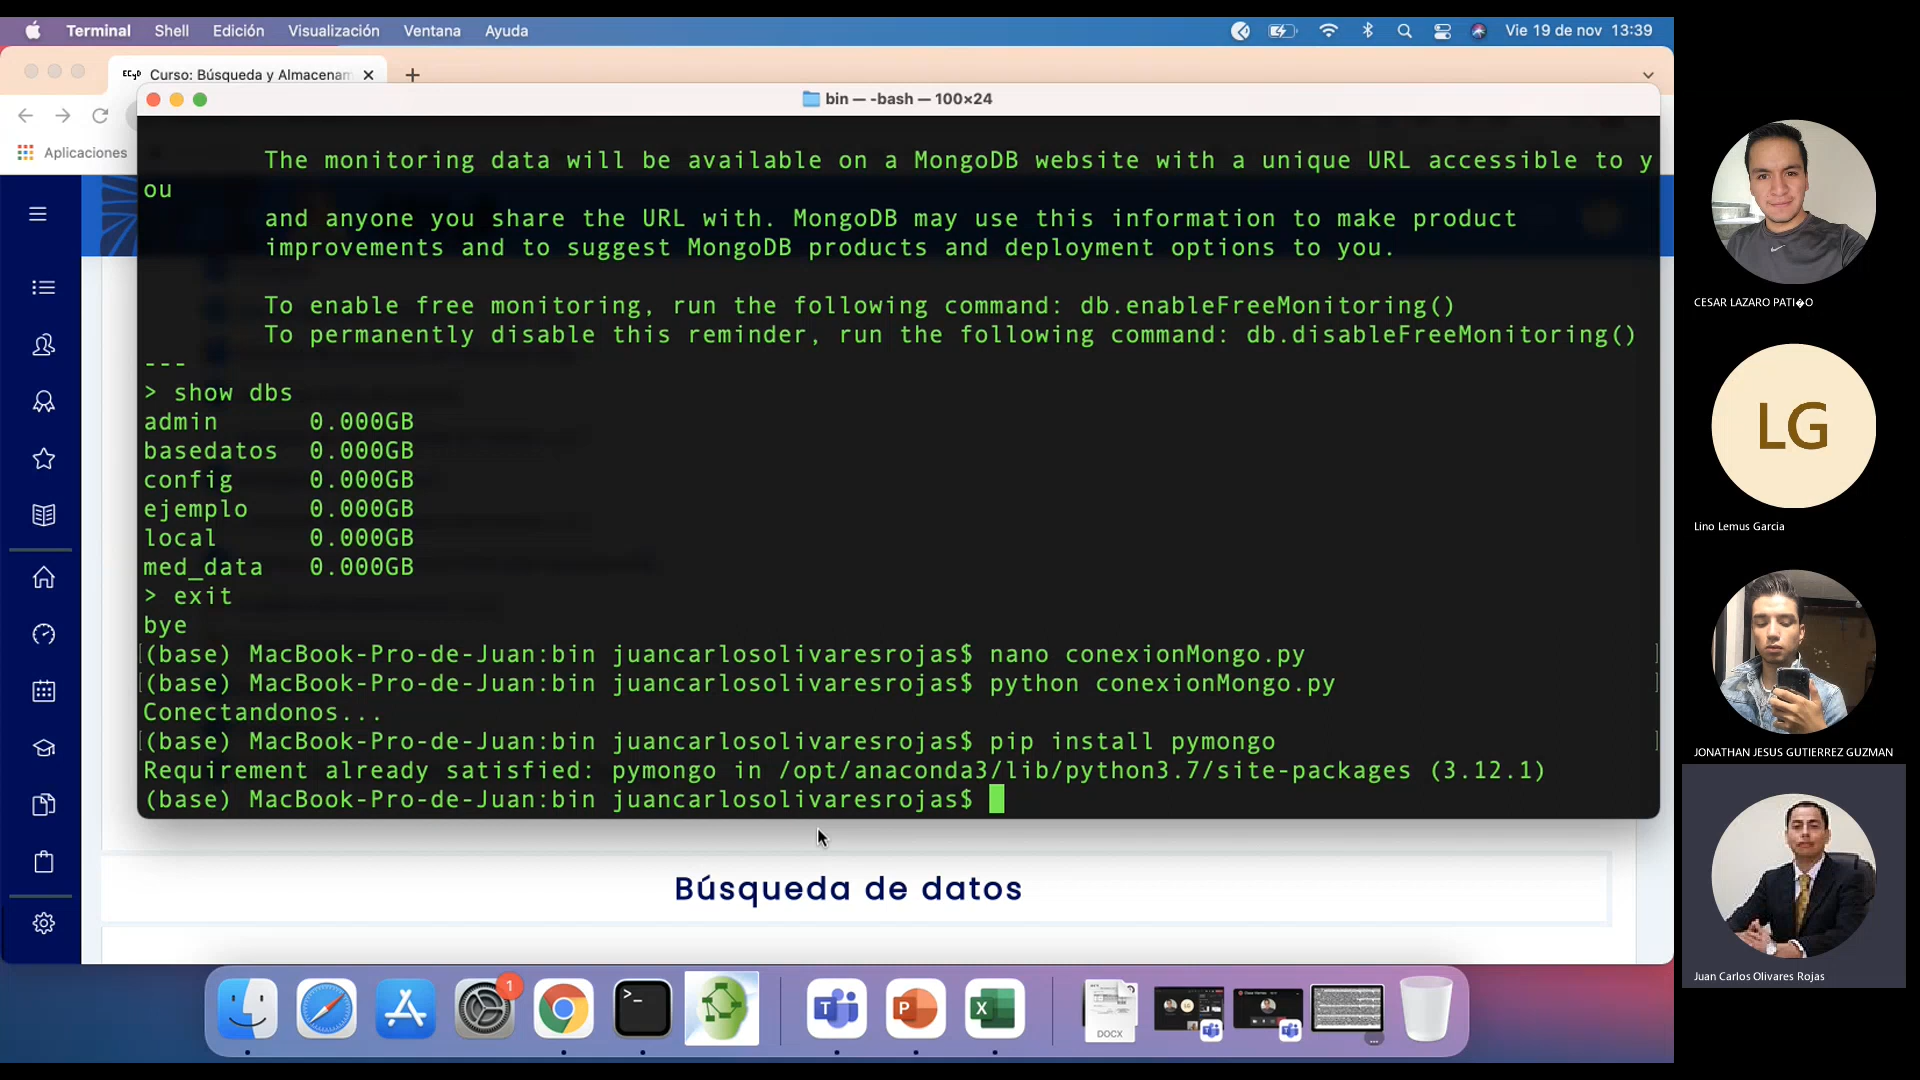 Terminal Shell Edición Visualización Ventana Ayuda Vie 19 de nov 13:39
ECyD Curso: Búsqueda y Almacenam
bin — -bash — 100×24
Aplicaciones
The monitoring data will be available on a MongoDB website with a unique URL accessible to y
ou
and anyone you share the URL with. MongoDB may use this information to make product
improvements and to suggest MongoDB products and deployment options to you.
To enable free monitoring, run the following command: db.enableFreeMonitoring()
To permanently disable this reminder, run the following command: db.disableFreeMonitoring()
---
> show dbs
admin 0.000GB
basedatos 0.000GB
config 0.000GB
ejemplo 0.000GB
local 0.000GB
med_data 0.000GB
> exit
bye
[(base) MacBook-Pro-de-Juan:bin juancarlosolivaresrojas$ nano conexionMongo.py ]
[(base) MacBook-Pro-de-Juan:bin juancarlosolivaresrojas$ python conexionMongo.py ]
Conectandonos...
[(base) MacBook-Pro-de-Juan:bin juancarlosolivaresrojas$ pip install pymongo ]
Requirement already satisfied: pymongo in /opt/anaconda3/lib/python3.7/site-packages (3.12.1)
(base) MacBook-Pro-de-Juan:bin juancarlosolivaresrojas$
Búsqueda de datos
1
>_
T
P
X
DOCX
CESAR LAZARO PATI�O
LG
Lino Lemus Garcia
JONATHAN JESUS GUTIERREZ GUZMAN
Juan Carlos Olivares Rojas